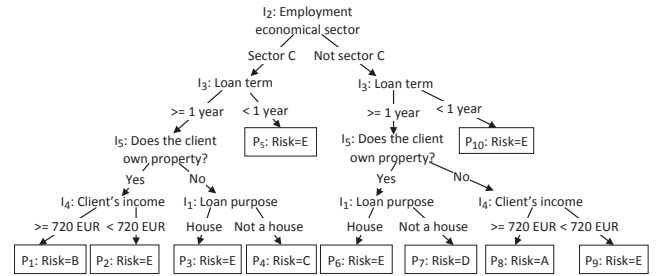 I2: Employment
economical sector
Sector C Not sector C
I3: Loan term I3: Loan term
>= 1 year < 1 year >= 1 year < 1 year
I5: Does the client
own property?
P5: Risk=E
I5: Does the client
own property?
P10: Risk=E
Yes No Yes No
I4: Client's income I1: Loan purpose I1: Loan purpose I4: Client's income
>= 720 EUR < 720 EUR House Not a house House Not a house >= 720 EUR < 720 EUR
P1: Risk=B P2: Risk=E P3: Risk=E P4: Risk=C P6: Risk=E P7: Risk=D P8: Risk=A P9: Risk=E